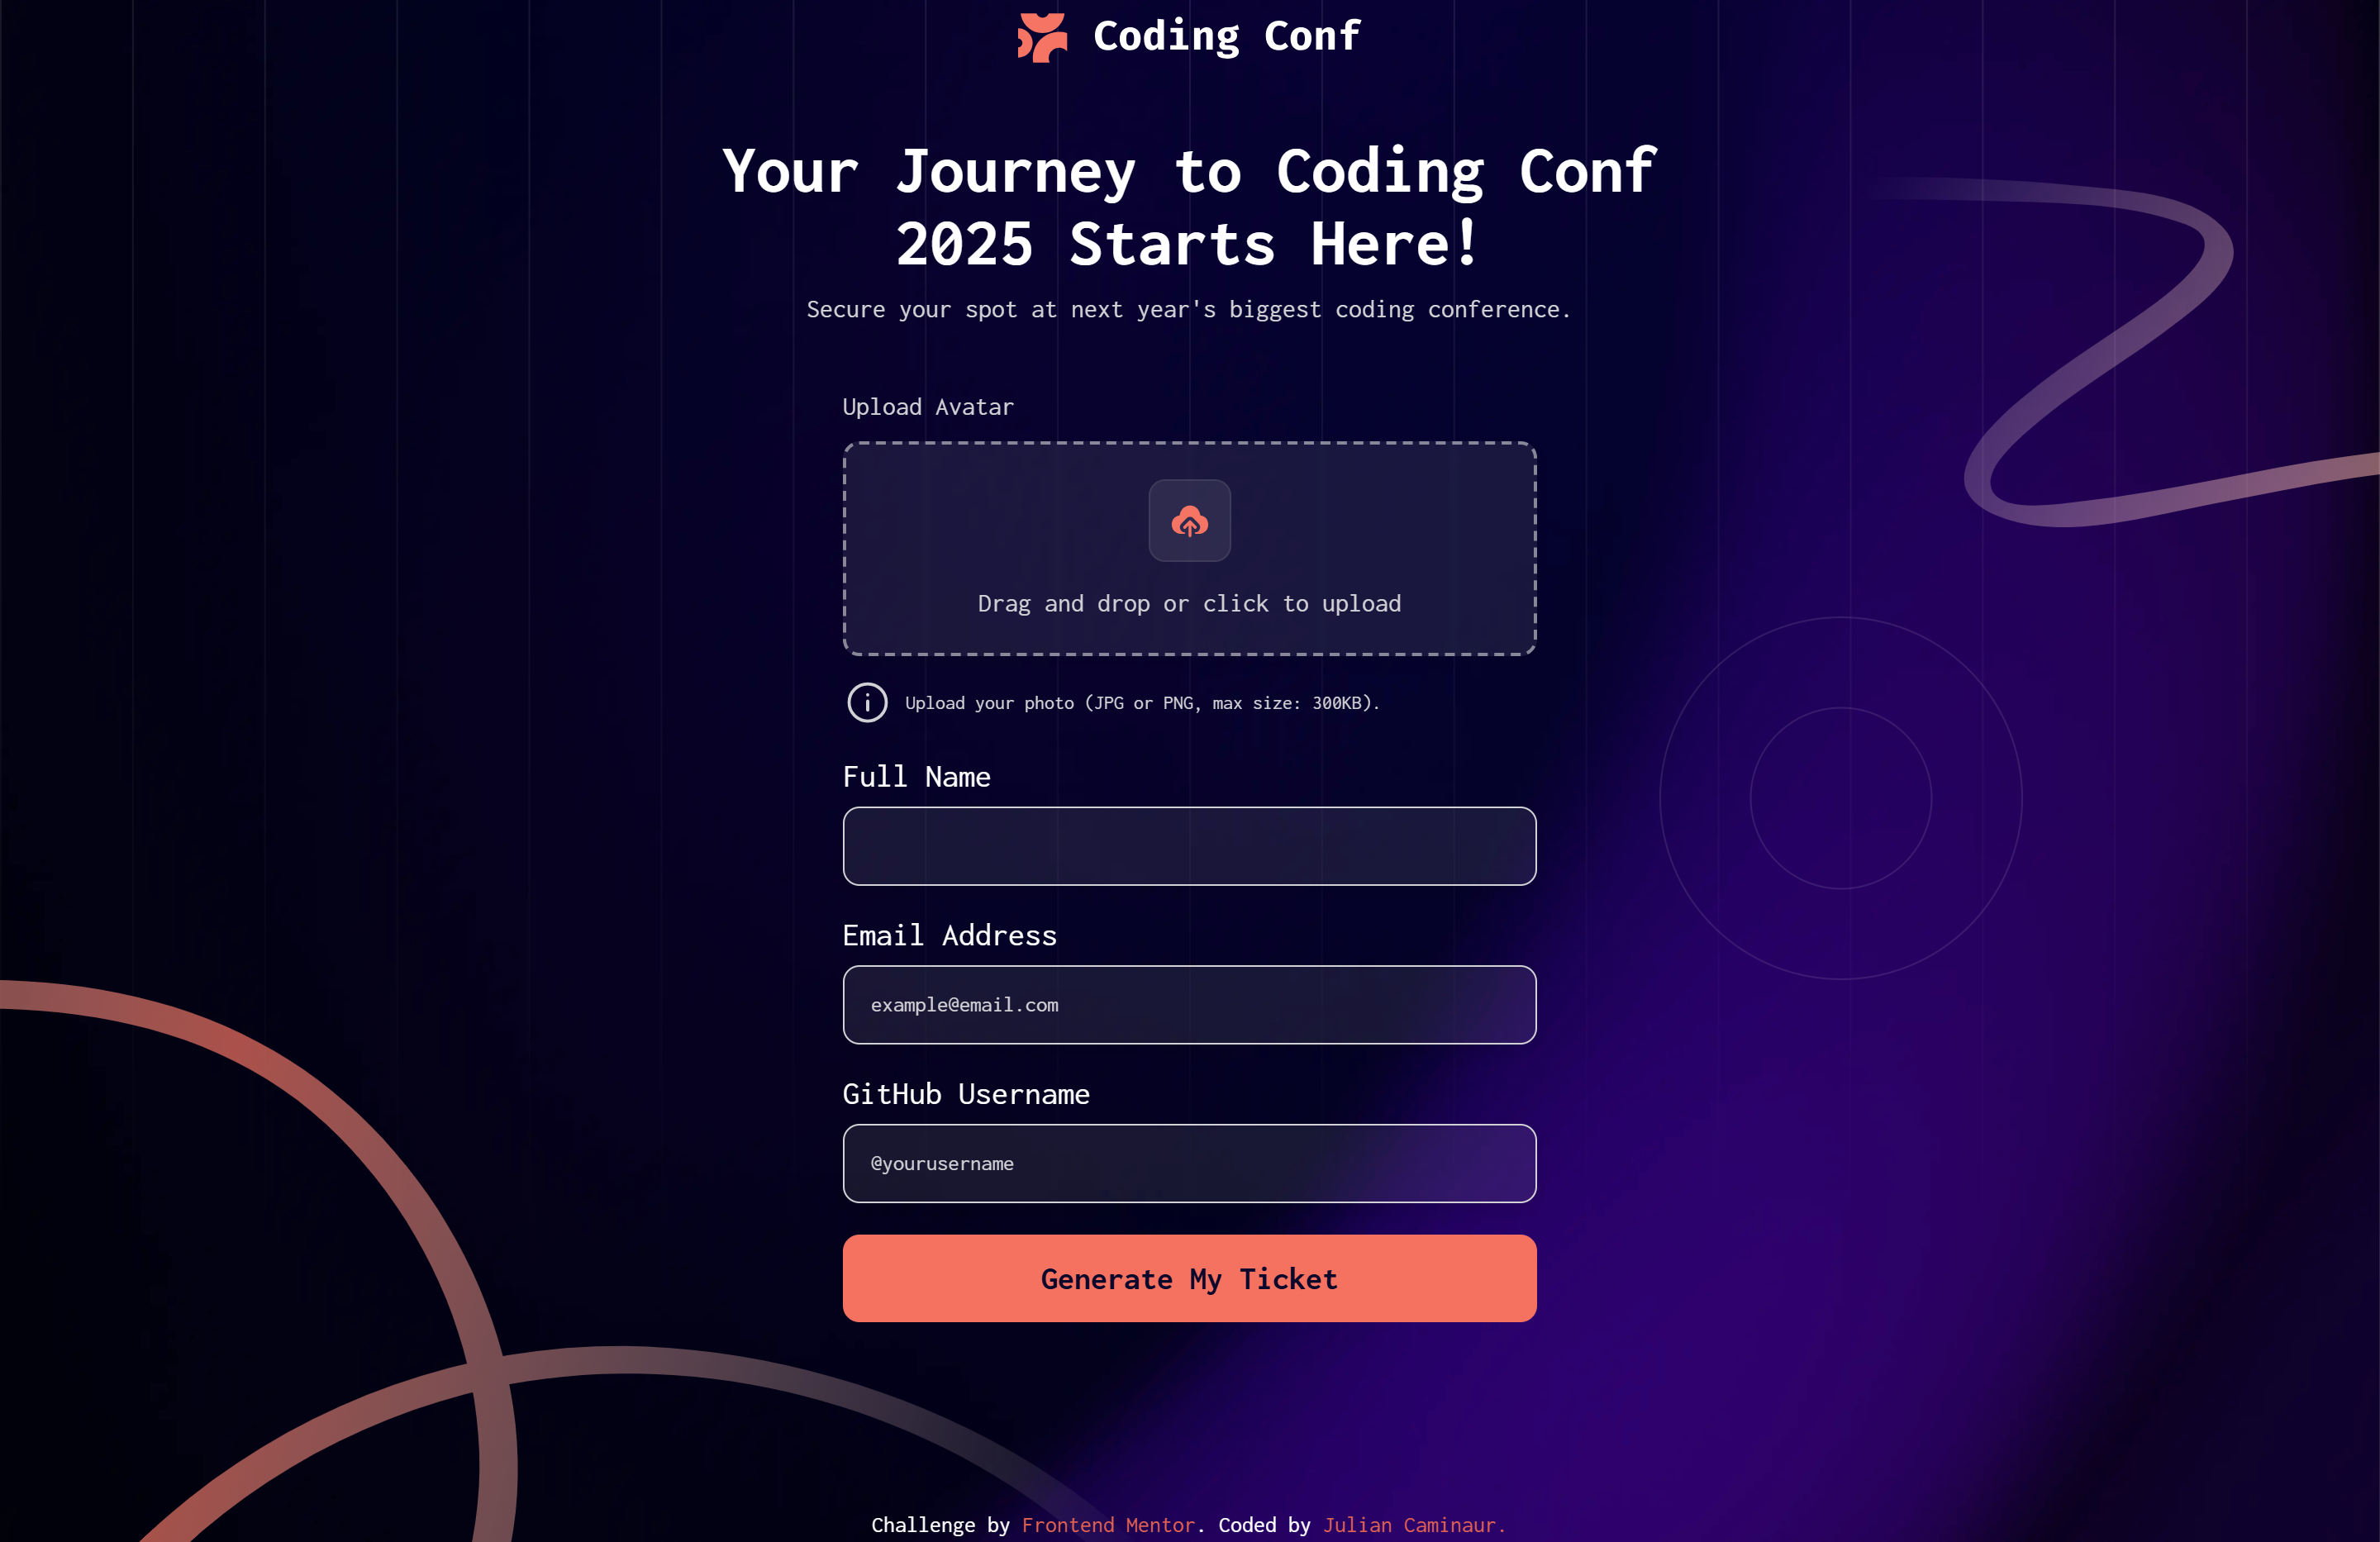 Coding Conf
Your Journey to Coding Conf
2025 Starts Here!
Secure your spot at next year's biggest coding conference.
Upload Avatar
Drag and drop or click to upload
Upload your photo (JPG or PNG, max size: 300KB).
Full Name
Email Address
example@email.com
GitHub Username
@yourusername
Generate My Ticket
Challenge by Frontend Mentor. Coded by Julian Caminaur.